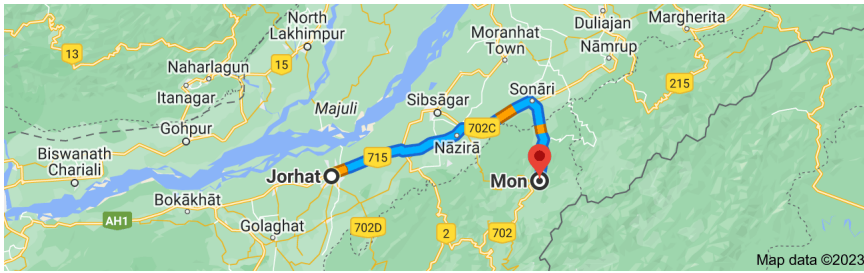 North
Lakhimpur
Moranhat
Town
Duliajan
Margherita
Nāmrup
13
15
Naharlagun
Itanagar
Majuli
Sibsāgar
Sonāri
215
Gohpur
702C
Nāzirā
715
Biswanath
Chariali
Jorhat
Mon
Bokākhāt
AH1
Golaghat
702D
2
702
Map data ©2023